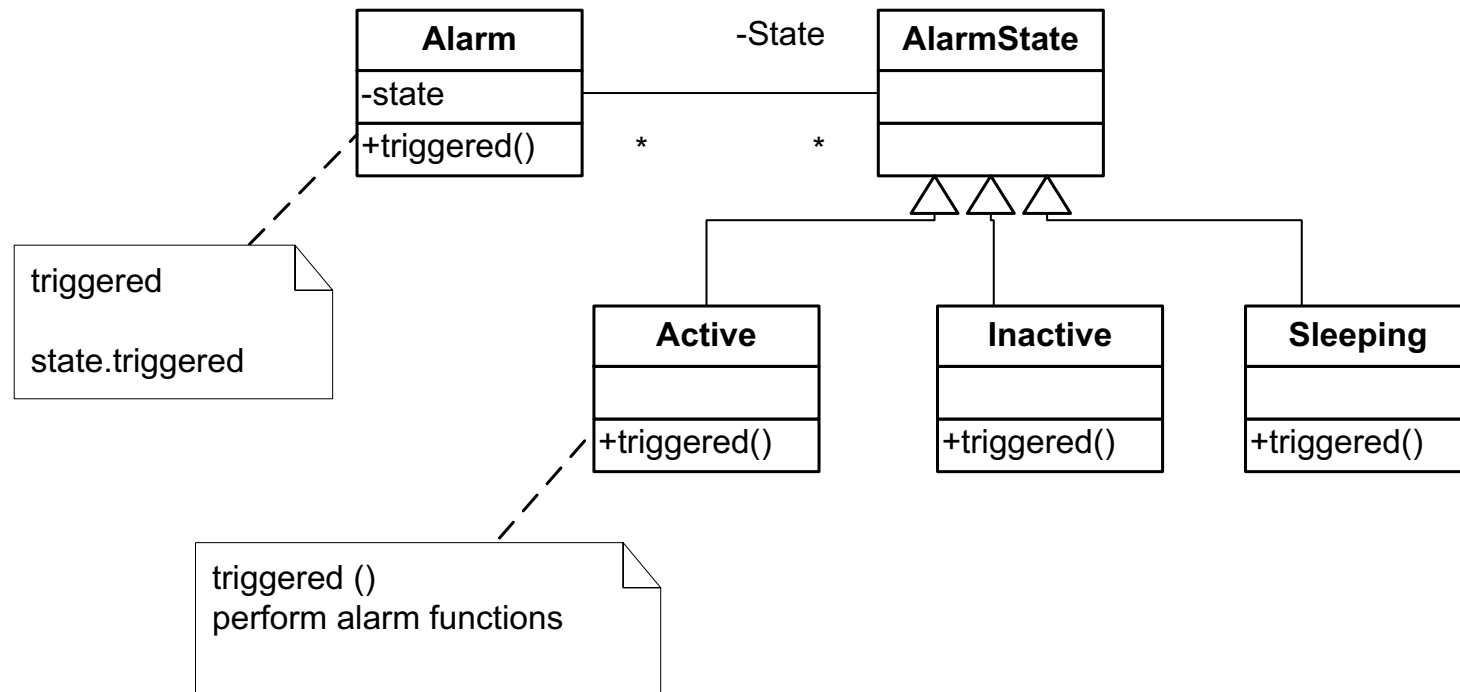 Alarm
-state
+triggered()
-State
*
*
AlarmState
triggered
state.triggered
Active
+triggered()
Inactive
+triggered()
Sleeping
+triggered()
triggered ()
perform alarm functions